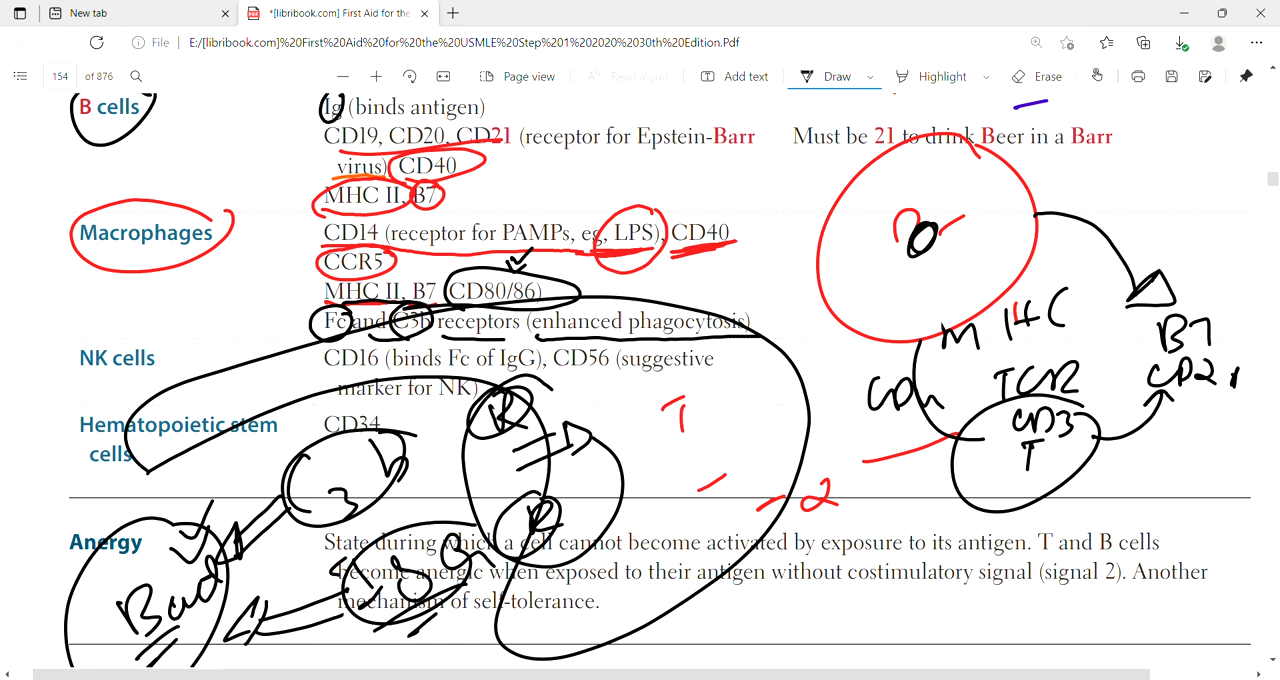 New tab
*[libribook.com] First Aid for the
File
E:/[libribook.com]%20First%20Aid%20for%20the%20USMLE%20Step%201%202020%2030th%20Edition.Pdf
154 of 876
Page view
Read aloud
Add text
Draw
Highlight
Erase
B cells
Ig (binds antigen)
CD19, CD20, CD21 (receptor for Epstein-Barr
virus), CD40
MHC II, B7
Must be 21 to drink Beer in a Barr
Macrophages
CD14 (receptor for PAMPs, eg, LPS), CD40
CCR5
MHC II, B7 (CD80/86)
Fc and C3b receptors (enhanced phagocytosis)
NK cells
CD16 (binds Fc of IgG), CD56 (suggestive
marker for NK)
Hematopoietic stem
cells
CD34
Anergy
State during which a cell cannot become activated by exposure to its antigen. T and B cells
become anergic when exposed to their antigen without costimulatory signal (signal 2). Another
mechanism of self-tolerance.
MHC
B7
TCR
CD3
T
T
2
R
R
3b
IgG
Bad